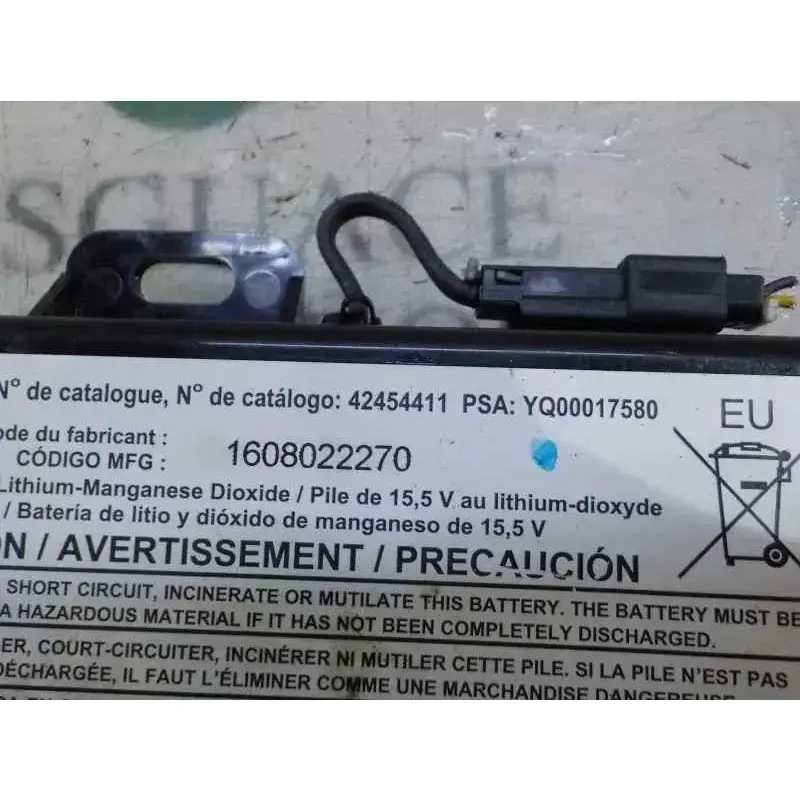 SGUACE
N° de catalogue, N° de catálogo: 42454411 PSA: YQ00017580
EU
ode du fabricant :
CÓDIGO MFG : 1608022270
Lithium-Manganese Dioxide / Pile de 15,5 V au lithium-dioxyde
/ Batería de litio y dióxido de manganeso de 15,5 V
ON / AVERTISSEMENT / PRECAUCIÓN
SHORT CIRCUIT, INCINERATE OR MUTILATE THIS BATTERY. THE BATTERY MUST BE
A HAZARDOUS MATERIAL IF IT HAS NOT BEEN COMPLETELY DISCHARGED.
ER, COURT-CIRCUITER, INCINÉRER NI MUTILER CETTE PILE. SI LA PILE N'EST PAS
DÉCHARGÉE, IL FAUT L'ÉLIMINER COMME UNE MARCHANDISE DANGEREUSE